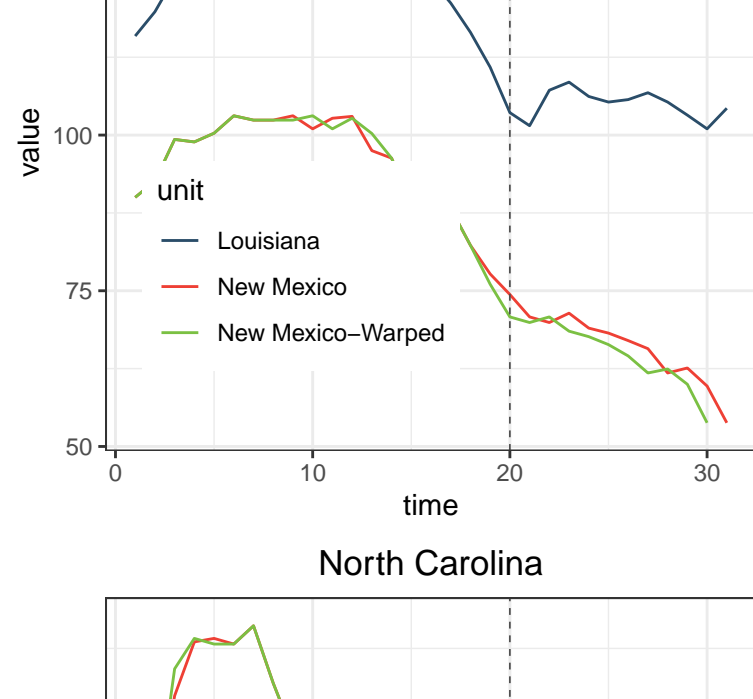 value
100
75
50
unit
Louisiana
New Mexico
New Mexico−Warped
0 10 20 30
time
North Carolina